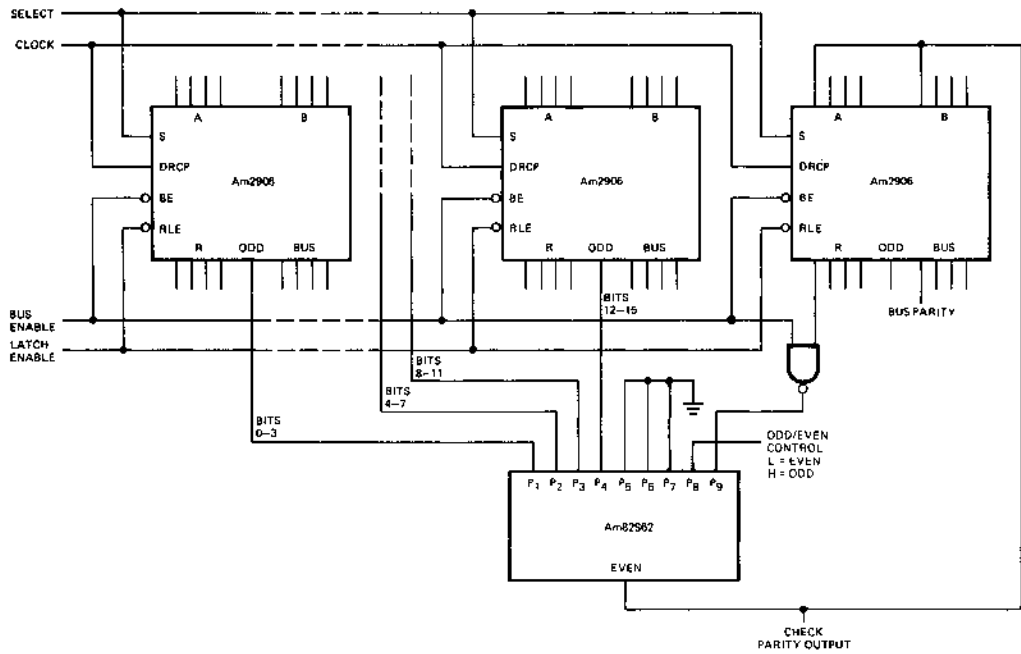 SELECT
CLOCK
A B
S
DRCP
Am2906
BE
RLE
R ODD BUS
A B
S
DRCP
Am2906
BE
RLE
R ODD BUS
A B
S
DRCP
Am2906
BE
RLE
R ODD BUS
BUS
ENABLE
LATCH
ENABLE
BITS
12-15
BUS PARITY
BITS
8-11
BITS
4-7
BITS
0-3
ODD/EVEN
CONTROL
L = EVEN
H = ODD
P1 P2 P3 P4 P5 P6 P7 P8 P9
Am82S62
EVEN
CHECK
PARITY OUTPUT